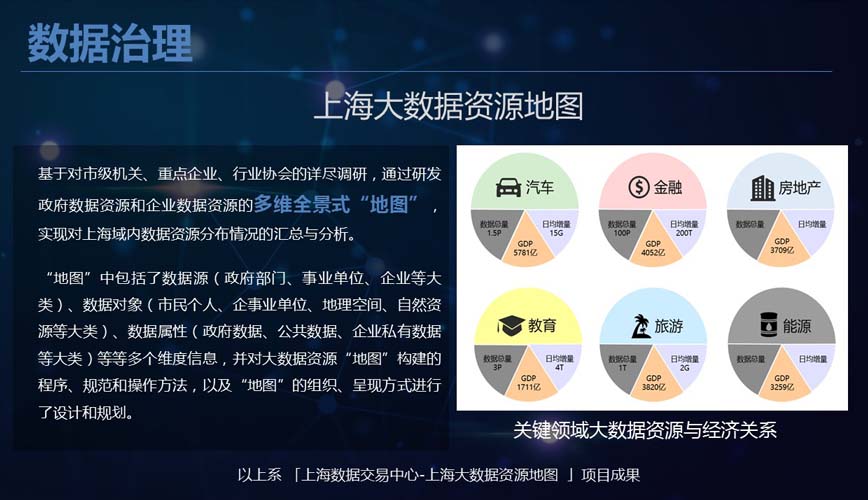 数据治理
上海大数据资源地图
基于对市级机关、重点企业、行业协会的详尽调研，通过研发
政府数据资源和企业数据资源的多维全景式“地图”，
实现对上海域内数据资源分布情况的汇总与分析。
“地图”中包括了数据源（政府部门、事业单位、企业等大
类）、数据对象（市民个人、企事业单位、地理空间、自然资
源等大类）、数据属性（政府数据、公共数据、企业私有数据
等大类）等等多个维度信息，并对大数据资源“地图”构建的
程序、规范和操作方法，以及“地图”的组织、呈现方式进行
了设计和规划。
汽车
数据总量
1.5P
GDP
5781亿
日均增量
15G
金融
数据总量
100P
GDP
4052亿
日均增量
200T
房地产
数据总量
GDP
3709亿
日均增量
教育
数据总量
3P
GDP
1711亿
日均增量
4T
旅游
数据总量
1T
GDP
3820亿
日均增量
2G
能源
数据总量
GDP
3259亿
日均增量
关键领域大数据资源与经济关系
以上系「上海数据交易中心-上海大数据资源地图 」项目成果